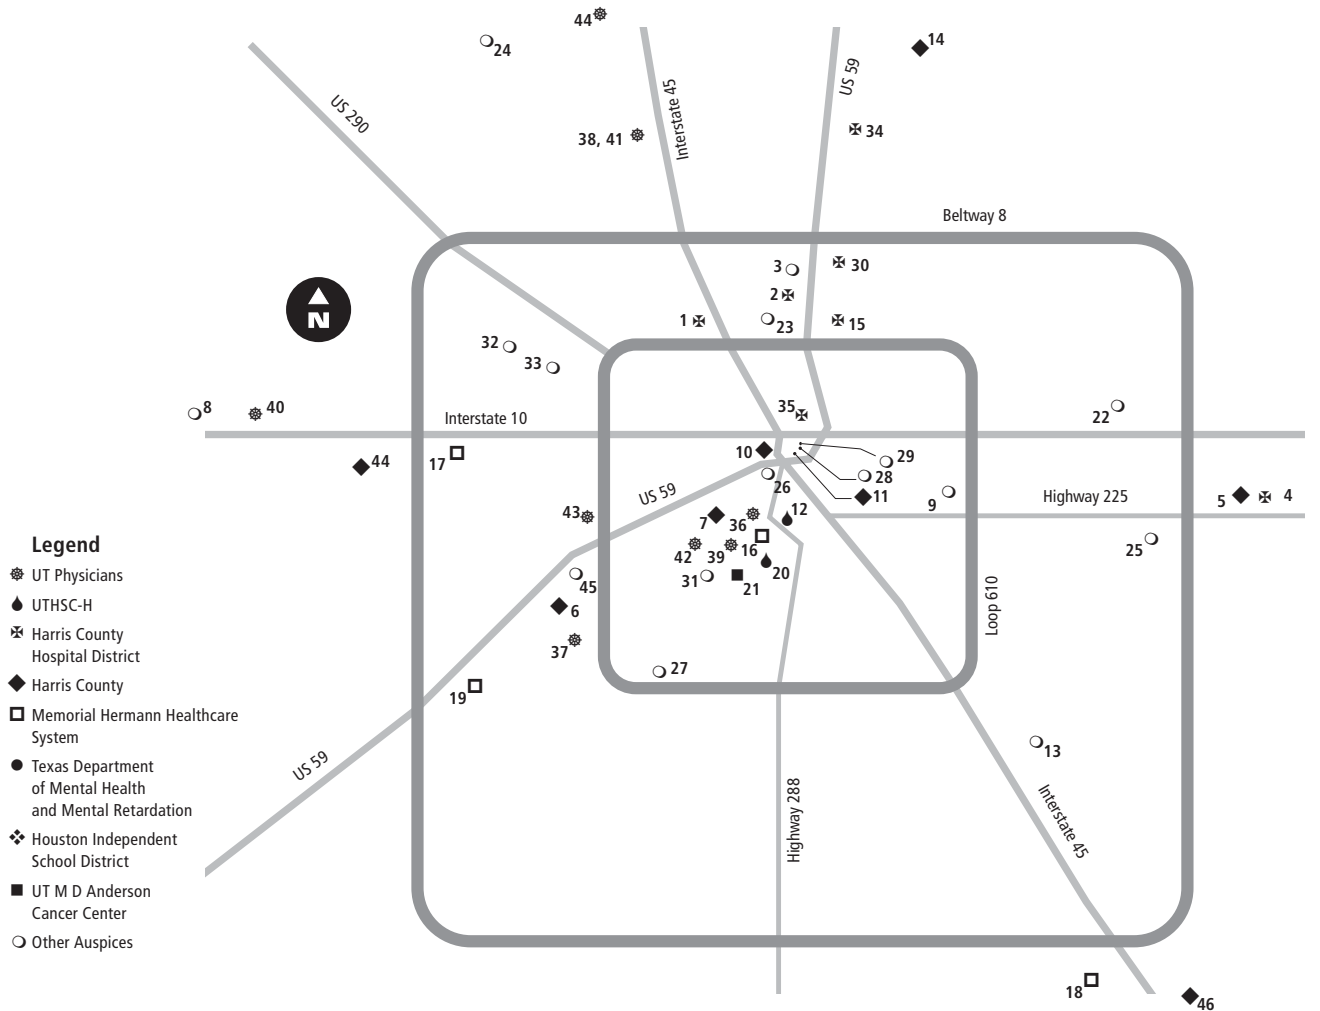 44
24
14
US 59
Interstate 45
US 290
34
38, 41
Beltway 8
3
30
2
1
23
15
32
33
8
40
35
22
Interstate 10
44
17
10
29
28
11
26
US 59
9
Highway 225
5
4
43
7
36
12
42
39
16
25
31
20
21
45
6
Loop 610
37
27
19
13
US 59
Highway 288
Interstate 45
18
46
N
Legend
UT Physicians
UTHSC-H
Harris County
Hospital District
Harris County
Memorial Hermann Healthcare
System
Texas Department
of Mental Health
and Mental Retardation
Houston Independent
School District
UT M D Anderson
Cancer Center
Other Auspices